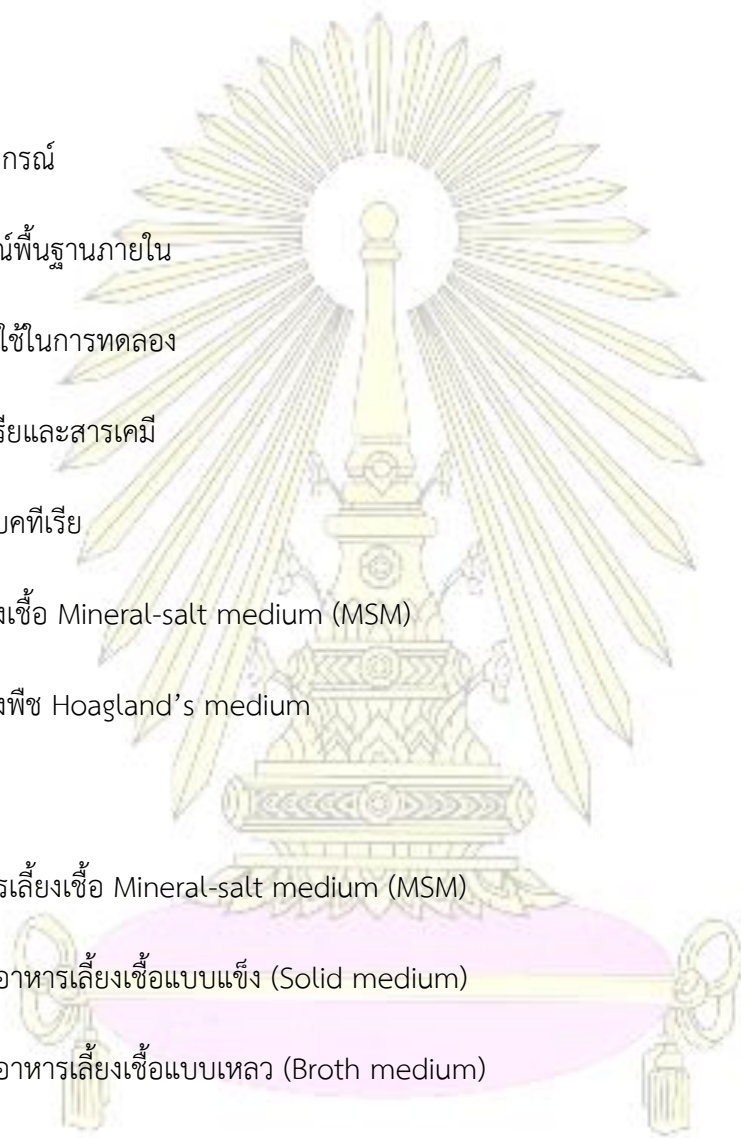 กรณ์
ณ์พื้นฐานภายใน
ใช้ในการทดลอง
รียและสารเคมี
บคทีเรีย
งเชื้อ Mineral-salt medium (MSM)
งพืช Hoagland’s medium
รเลี้ยงเชื้อ Mineral-salt medium (MSM)
อาหารเลี้ยงเชื้อแบบแข็ง (Solid medium)
อาหารเลี้ยงเชื้อแบบเหลว (Broth medium)